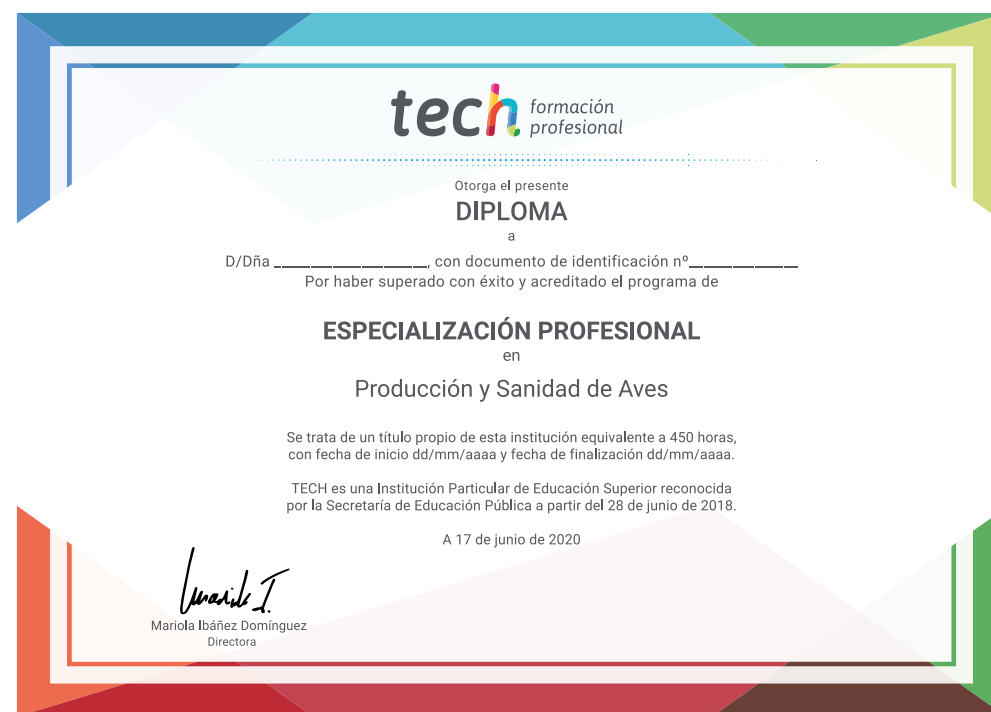 tech formación
profesional
Otorga el presente
DIPLOMA
a
D/Dña ______________, con documento de identificación nº__________
Por haber superado con éxito y acreditado el programa de
ESPECIALIZACIÓN PROFESIONAL
en
Producción y Sanidad de Aves
Se trata de un título propio de esta institución equivalente a 450 horas,
con fecha de inicio dd/mm/aaaa y fecha de finalización dd/mm/aaaa.
TECH es una Institución Particular de Educación Superior reconocida
por la Secretaría de Educación Pública a partir del 28 de junio de 2018.
A 17 de junio de 2020
Mariola I.
Mariola Ibáñez Domínguez
Directora